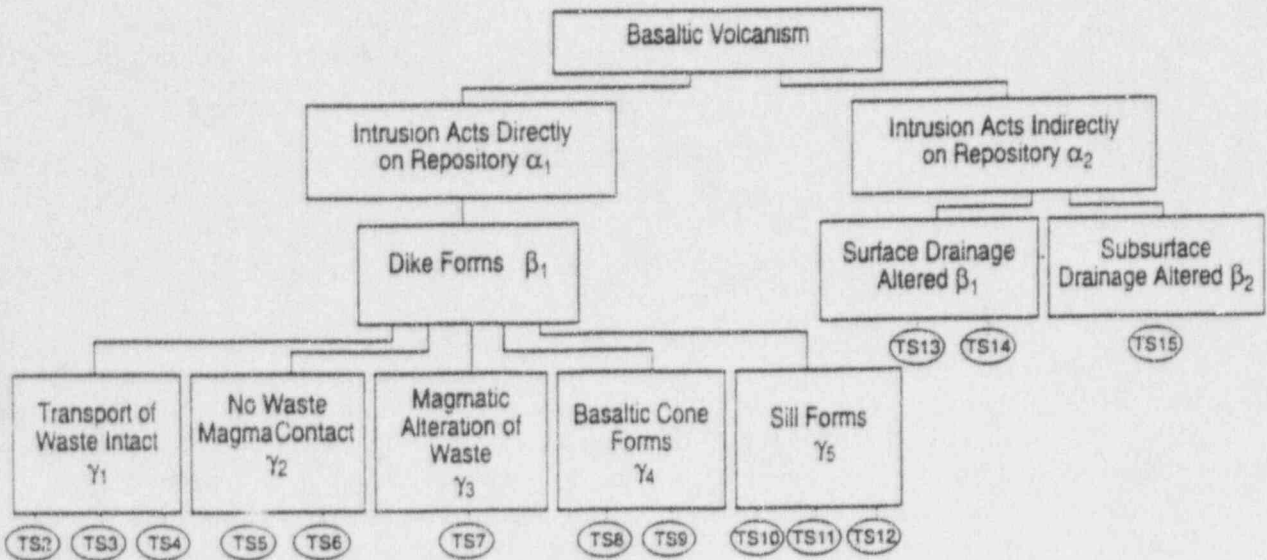 Basaltic Volcanism
Intrusion Acts Directly
on Repository α₁
Intrusion Acts Indirectly
on Repository α₂
Dike Forms β₁
Surface Drainage
Altered β₁
Subsurface
Drainage Altered β₂
TS13
TS14
TS15
Transport of
Waste Intact
γ₁
No Waste
Magma Contact
γ₂
Magmatic
Alteration of
Waste
γ₃
Basaltic Cone
Forms
γ₄
Sill Forms
γ₅
TS2
TS3
TS4
TS5
TS6
TS7
TS8
TS9
TS10
TS11
TS12